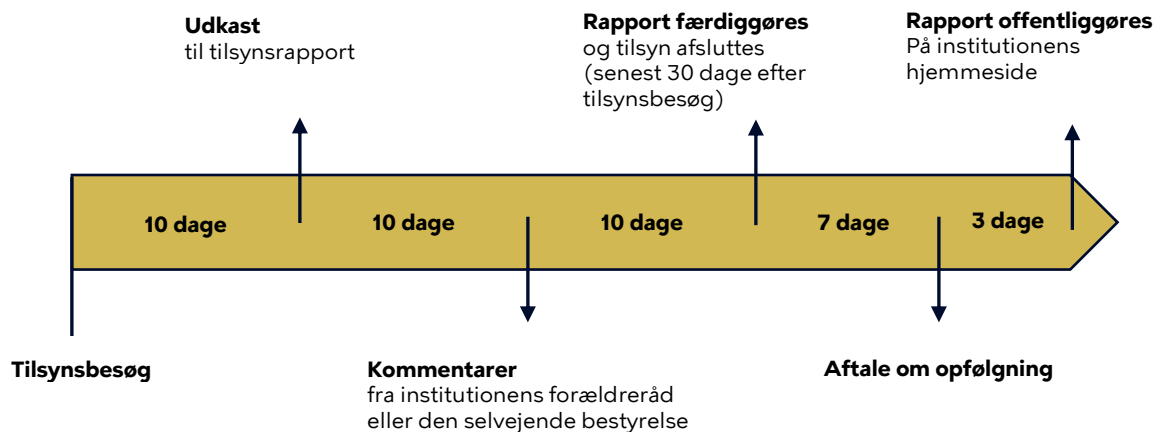 Udkast
til tilsynsrapport
Rapport færdiggøres
og tilsyn afsluttes
(senest 30 dage efter
tilsynsbesøg)
Rapport offentliggøres
På institutionens
hjemmeside
10 dage
10 dage
10 dage
7 dage
3 dage
Tilsynsbesøg
Kommentarer
fra institutionens forældreråd
eller den selvejende bestyrelse
Aftale om opfølgning